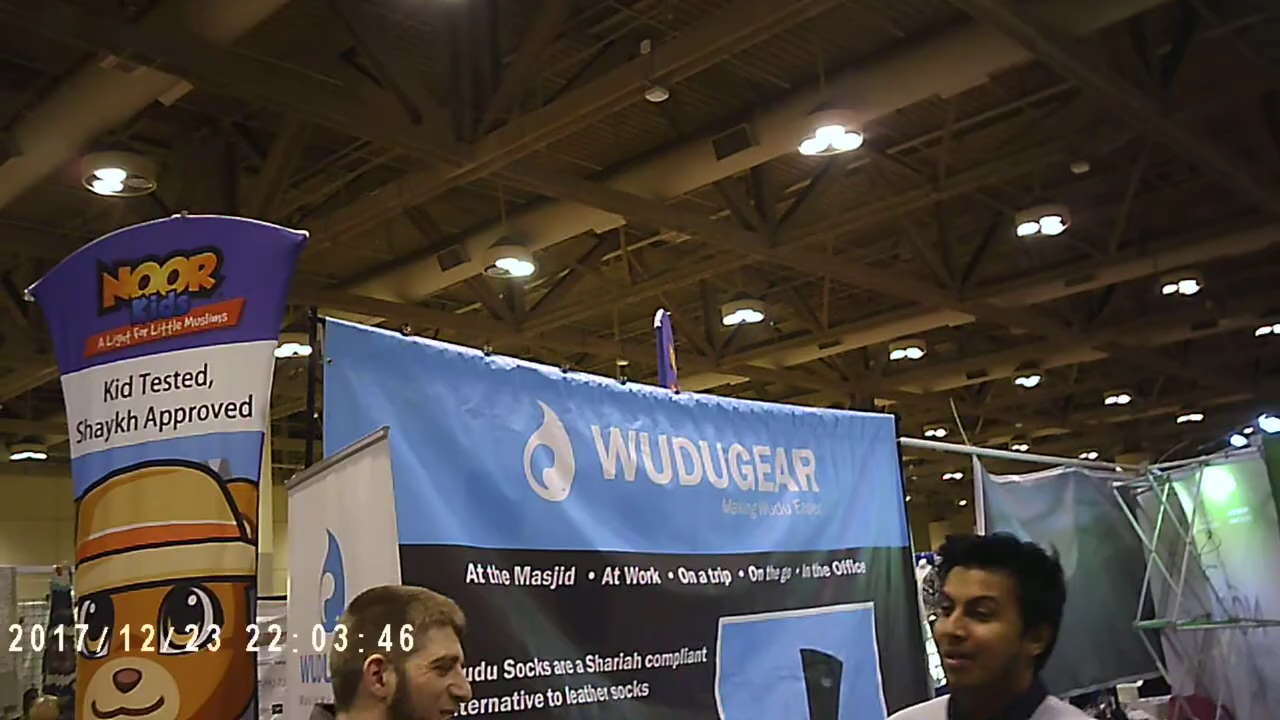 NOOR
Kids
A Light For Little Muslims
Kid Tested,
Shaykh Approved
WUDUGEAR
Making Wudu Easier
At the Masjid • At Work • On a trip • On the go • In the Office
udu Socks are a Shariah compliant
ternative to leather socks
2017/12/23 22:03:46